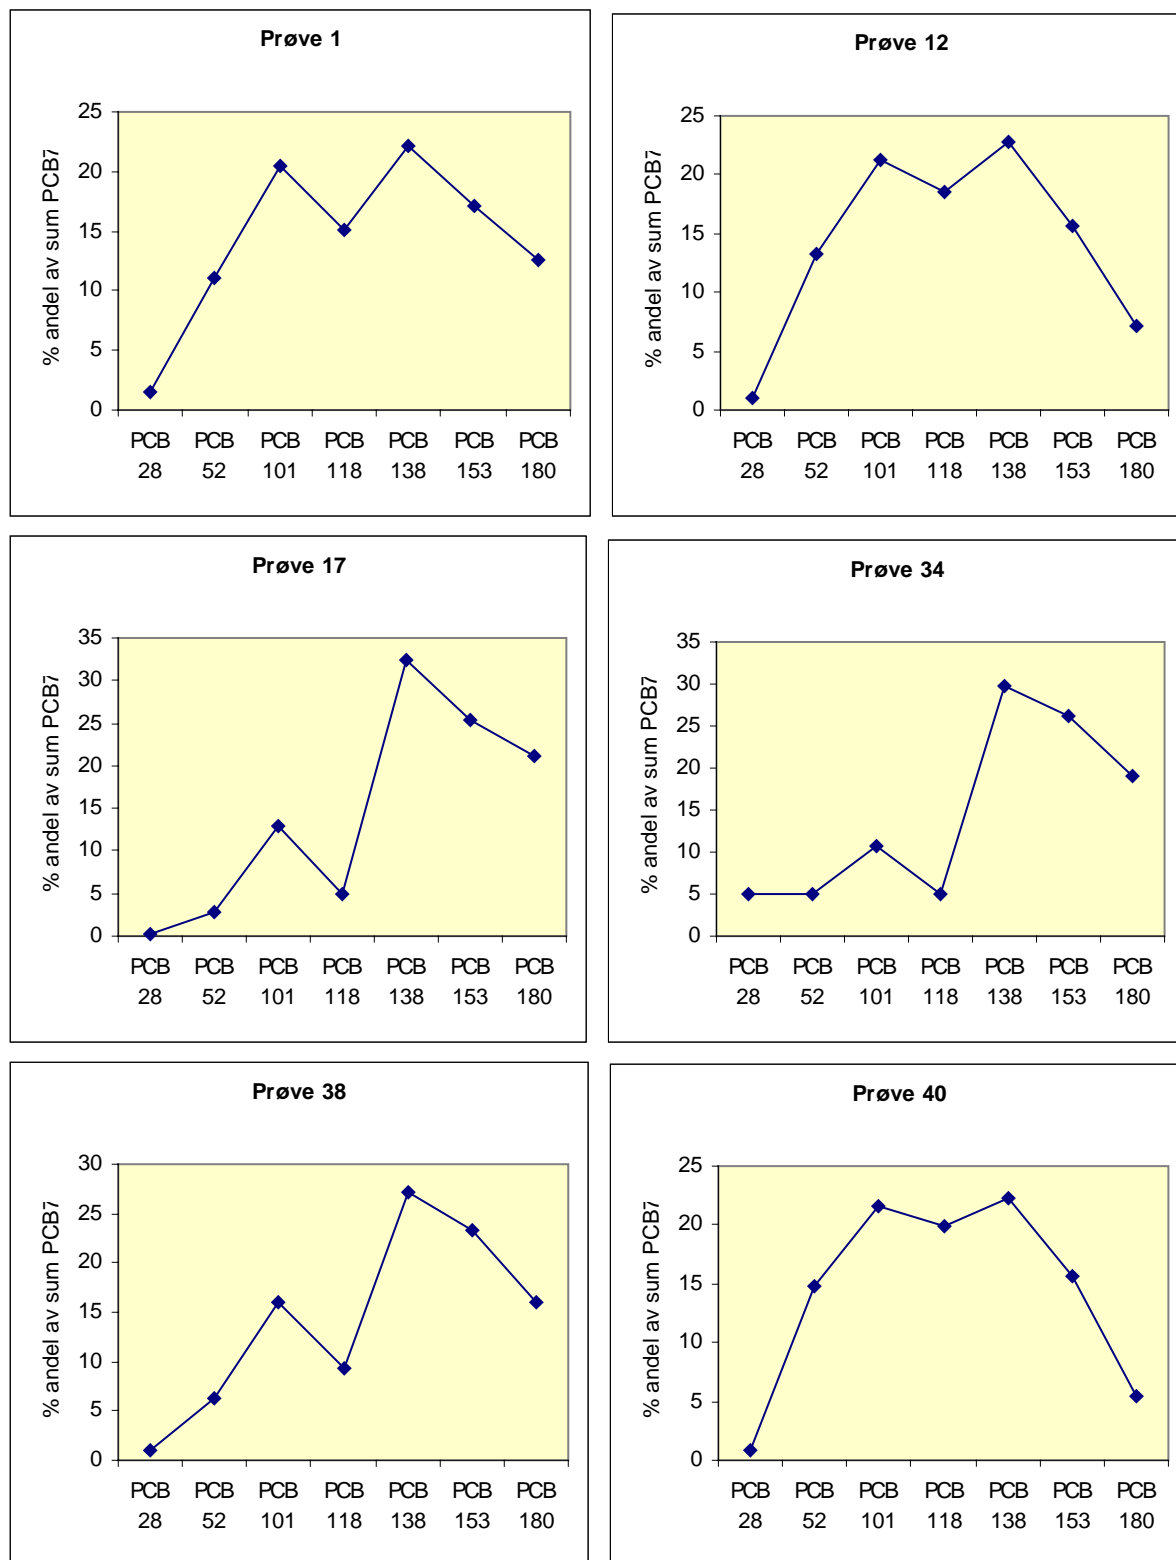 Prøve 1
% andel av sum PCB7
25
20
15
10
5
0
PCB PCB PCB PCB PCB PCB PCB
28 52 101 118 138 153 180
Prøve 12
% andel av sum PCB7
25
20
15
10
5
0
PCB PCB PCB PCB PCB PCB PCB
28 52 101 118 138 153 180
Prøve 17
% andel av sum PCB7
35
30
25
20
15
10
5
0
PCB PCB PCB PCB PCB PCB PCB
28 52 101 118 138 153 180
Prøve 34
% andel av sum PCB7
35
30
25
20
15
10
5
0
PCB PCB PCB PCB PCB PCB PCB
28 52 101 118 138 153 180
Prøve 38
% andel av sum PCB7
30
25
20
15
10
5
0
PCB PCB PCB PCB PCB PCB PCB
28 52 101 118 138 153 180
Prøve 40
% andel av sum PCB7
25
20
15
10
5
0
PCB PCB PCB PCB PCB PCB PCB
28 52 101 118 138 153 180